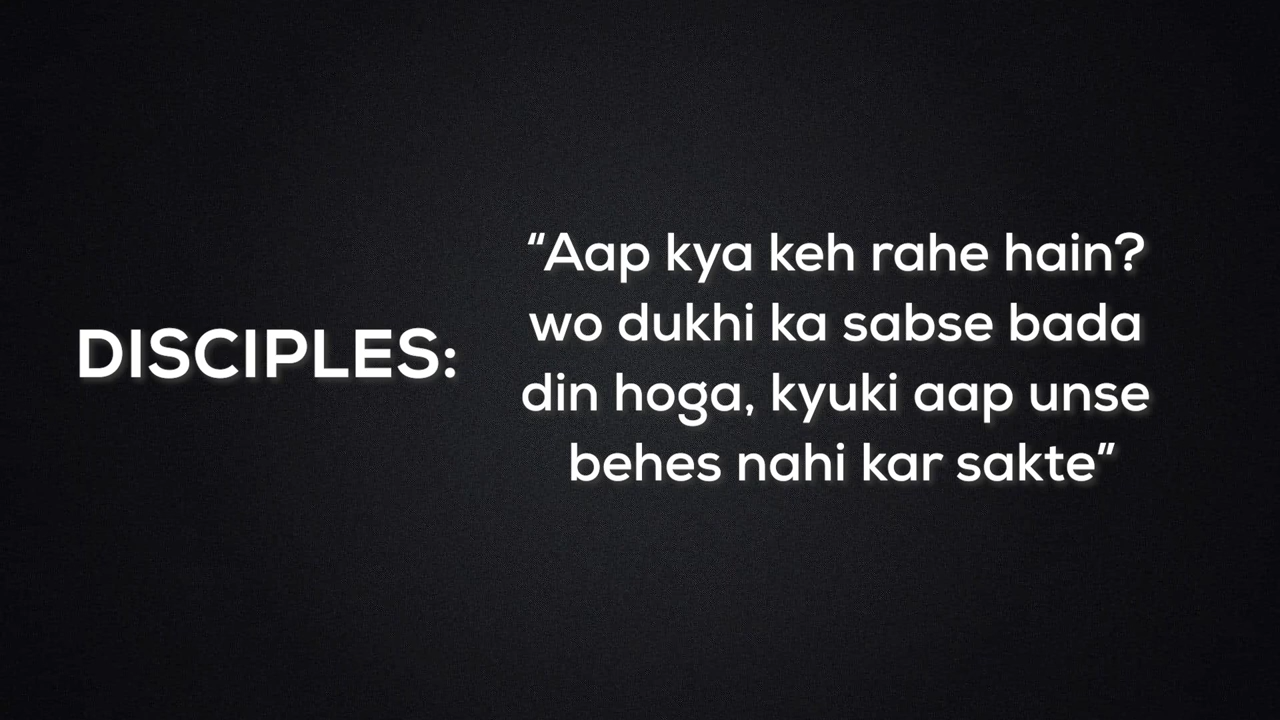 DISCIPLES:
“Aap kya keh rahe hain?
wo dukhi ka sabse bada
din hoga, kyuki aap unse
behes nahi kar sakte”